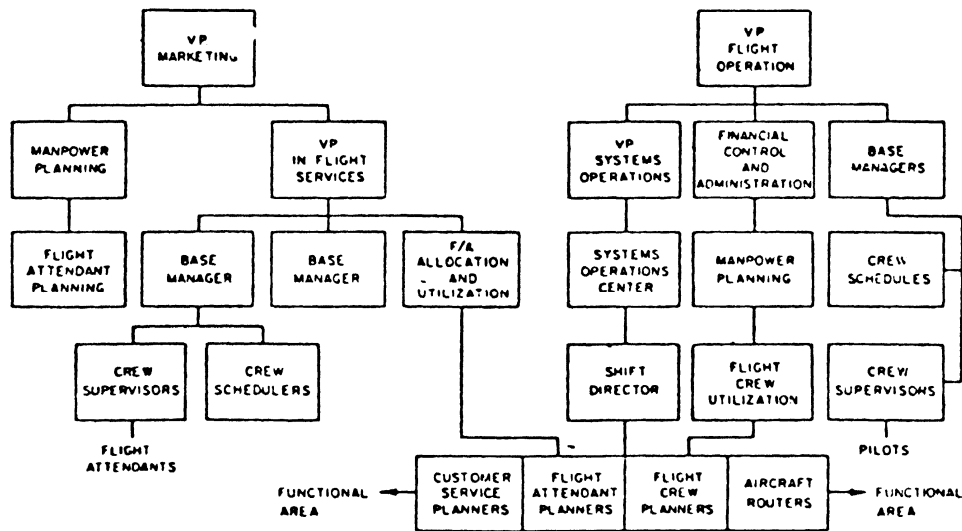 VP
MARKETING
VP
FLIGHT
OPERATION
MANPOWER
PLANNING
VP
IN FLIGHT
SERVICES
VP
SYSTEMS
OPERATIONS
FINANCIAL
CONTROL
AND
ADMINISTRATION
BASE
MANAGERS
FLIGHT
ATTENDANT
PLANNING
BASE
MANAGER
BASE
MANAGER
F/A
ALLOCATION
AND
UTILIZATION
SYSTEMS
OPERATIONS
CENTER
MANPOWER
PLANNING
CREW
SCHEDULES
CREW
SUPERVISORS
CREW
SCHEDULERS
SHIFT
DIRECTOR
FLIGHT
CREW
UTILIZATION
CREW
SUPERVISORS
FLIGHT
ATTENDANTS
PILOTS
FUNCTIONAL
AREA
CUSTOMER
SERVICE
PLANNERS
FLIGHT
ATTENDANT
PLANNERS
FLIGHT
CREW
PLANNERS
AIRCRAFT
ROUTERS
FUNCTIONAL
AREA